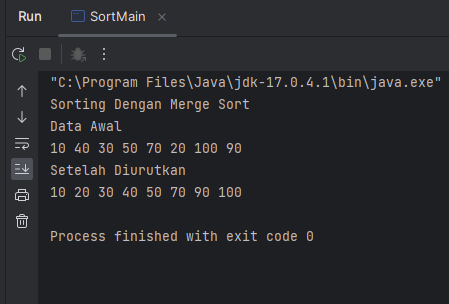 Run SortMain
"C:\Program Files\Java\jdk-17.0.4.1\bin\java.exe"
Sorting Dengan Merge Sort
Data Awal
10 40 30 50 70 20 100 90
Setelah Diurutkan
10 20 30 40 50 70 90 100
Process finished with exit code 0